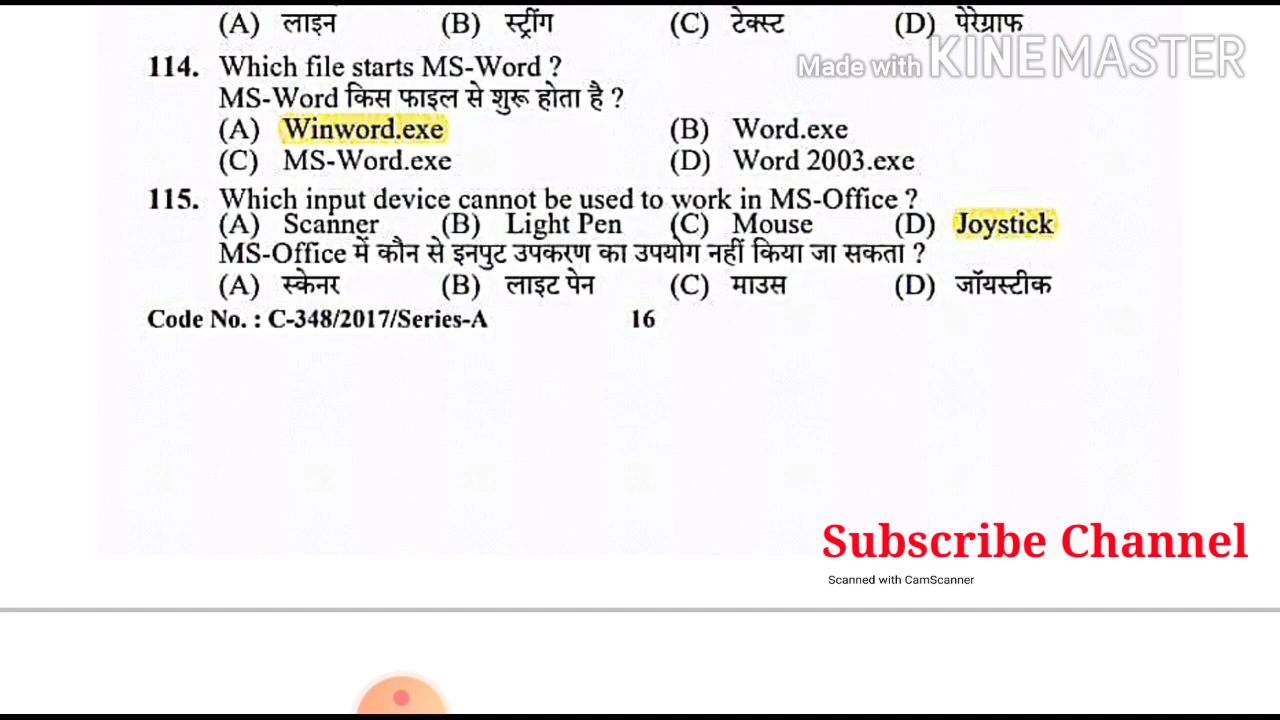 (A) लाइन (B) स्ट्रींग (C) टेक्स्ट (D) पेरेग्राफ
Made with KINEMASTER
114. Which file starts MS-Word ?
MS-Word किस फाइल से शुरू होता है ?
(A) Winword.exe (B) Word.exe
(C) MS-Word.exe (D) Word 2003.exe
115. Which input device cannot be used to work in MS-Office ?
(A) Scanner (B) Light Pen (C) Mouse (D) Joystick
MS-Office में कौन से इनपुट उपकरण का उपयोग नहीं किया जा सकता ?
(A) स्केनर (B) लाइट पेन (C) माउस (D) जॉयस्टीक
Code No. : C-348/2017/Series-A 16
Subscribe Channel
Scanned with CamScanner